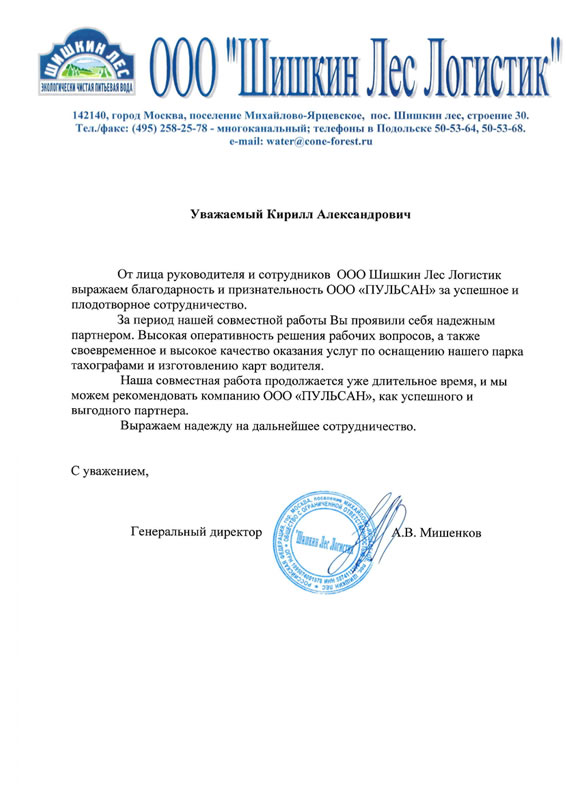 ШИШКИН ЛЕС
ЭКОЛОГИЧЕСКИ ЧИСТАЯ ПИТЬЕВАЯ ВОДА
ООО "Шишкин Лес Логистик"
142140, город Москва, поселение Михайлово-Ярцевское, пос. Шишкин лес, строение 30.
Тел./факс: (495) 258-25-78 - многоканальный; телефоны в Подольске 50-53-64, 50-53-68.
e-mail: water@cone-forest.ru
Уважаемый Кирилл Александрович
От лица руководителя и сотрудников ООО Шишкин Лес Логистик
выражаем благодарность и признательность ООО «ПУЛЬСАН» за успешное и
плодотворное сотрудничество.
За период нашей совместной работы Вы проявили себя надежным
партнером. Высокая оперативность решения рабочих вопросов, а также
своевременное и высокое качество оказания услуг по оснащению нашего парка
тахографами и изготовлению карт водителя.
Наша совместная работа продолжается уже длительное время, и мы
можем рекомендовать компанию ООО «ПУЛЬСАН», как успешного и
выгодного партнера.
Выражаем надежду на дальнейшее сотрудничество.
С уважением,
Генеральный директор А.В. Мишенков
"Шишкин Лес Логистик"